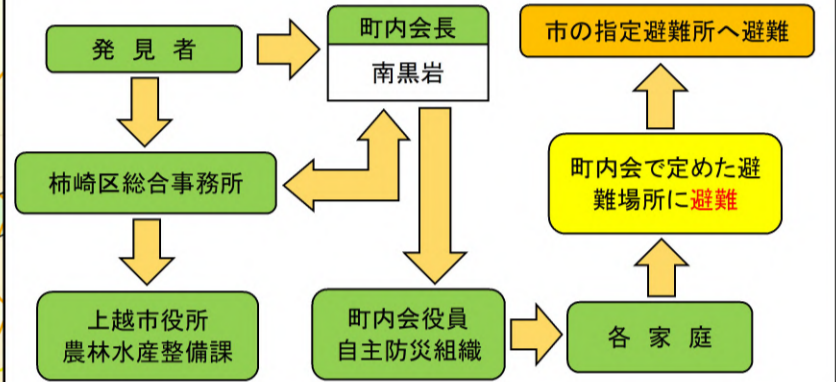 発見者
町内会長
南黒岩
市の指定避難所へ避難
柿崎区総合事務所
町内会で定めた避
難場所に避難
上越市役所
農林水産整備課
町内会役員
自主防災組織
各家庭